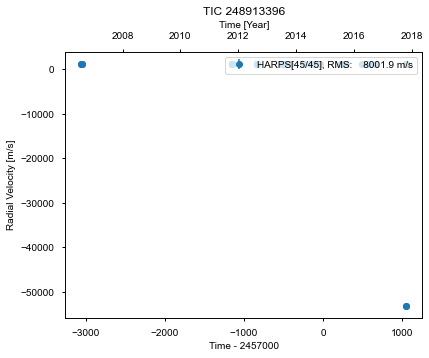 TIC 248913396
Time [Year]
2008 2010 2012 2014 2016 2018
HARPS[45/45], RMS: 8001.9 m/s
0
−10000
−20000
−30000
−40000
−50000
Radial Velocity [m/s]
−3000 −2000 −1000 0 1000
Time - 2457000